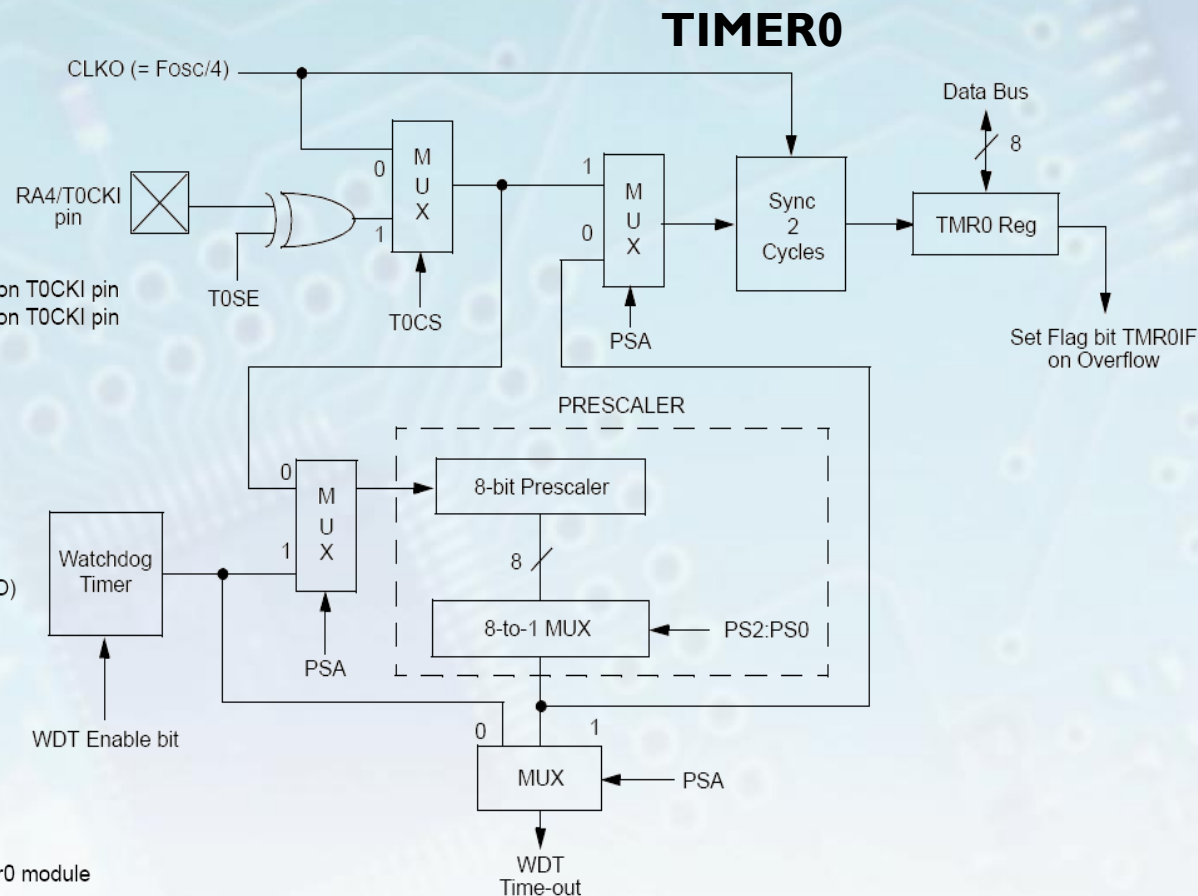 TIMER0
CLKO (= Fosc/4)
Data Bus
8
RA4/T0CKI
pin
0
M
U
X
1
T0SE
T0CS
1
M
U
X
0
PSA
Sync
2
Cycles
TMR0 Reg
Set Flag bit TMR0IF
on Overflow
on T0CKI pin
on T0CKI pin
PRESCALER
0
M
U
X
1
PSA
8-bit Prescaler
8
8-to-1 MUX
PS2:PS0
Watchdog
Timer
WDT Enable bit
0
1
MUX
PSA
WDT
Time-out
r0 module